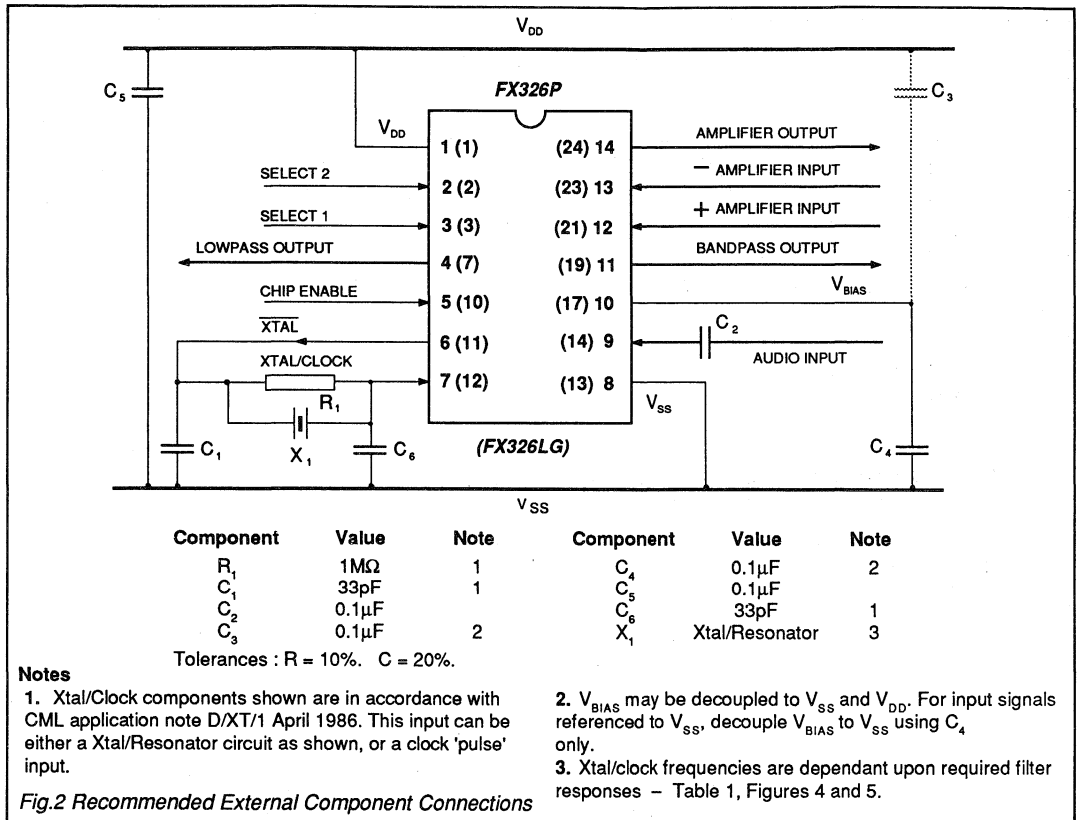 V_DD
C_5
FX326P
C_3
V_DD
1 (1)
(24) 14
AMPLIFIER OUTPUT
SELECT 2
2 (2)
(23) 13
− AMPLIFIER INPUT
SELECT 1
3 (3)
(21) 12
+ AMPLIFIER INPUT
LOWPASS OUTPUT
4 (7)
(19) 11
BANDPASS OUTPUT
CHIP ENABLE
5 (10)
(17) 10
V_BIAS
XTAL
6 (11)
(14) 9
C_2
AUDIO INPUT
XTAL/CLOCK
7 (12)
(13) 8
R_1
V_SS
C_1
X_1
C_6
(FX326LG)
C_4
V_SS
Component Value Note
R_1 1MΩ 1
C_1 33pF 1
C_2 0.1µF
C_3 0.1µF 2
Tolerances : R = 10%. C = 20%.
Component Value Note
C_4 0.1µF 2
C_5 0.1µF
C_6 33pF 1
X_1 Xtal/Resonator 3
Notes
1. Xtal/Clock components shown are in accordance with
CML application note D/XT/1 April 1986. This input can be
either a Xtal/Resonator circuit as shown, or a clock 'pulse'
input.
2. V_BIAS may be decoupled to V_SS and V_DD. For input signals
referenced to V_SS, decouple V_BIAS to V_SS using C_4
only.
3. Xtal/clock frequencies are dependant upon required filter
responses – Table 1, Figures 4 and 5.
Fig.2 Recommended External Component Connections